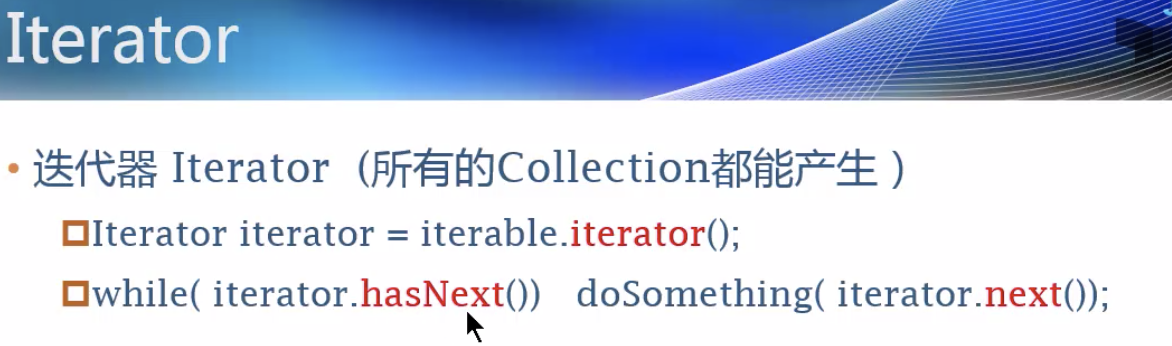 Iterator
• 迭代器 Iterator（所有的Collection都能产生 ）
Iterator iterator = iterable.iterator();
while( iterator.hasNext()) doSomething( iterator.next());